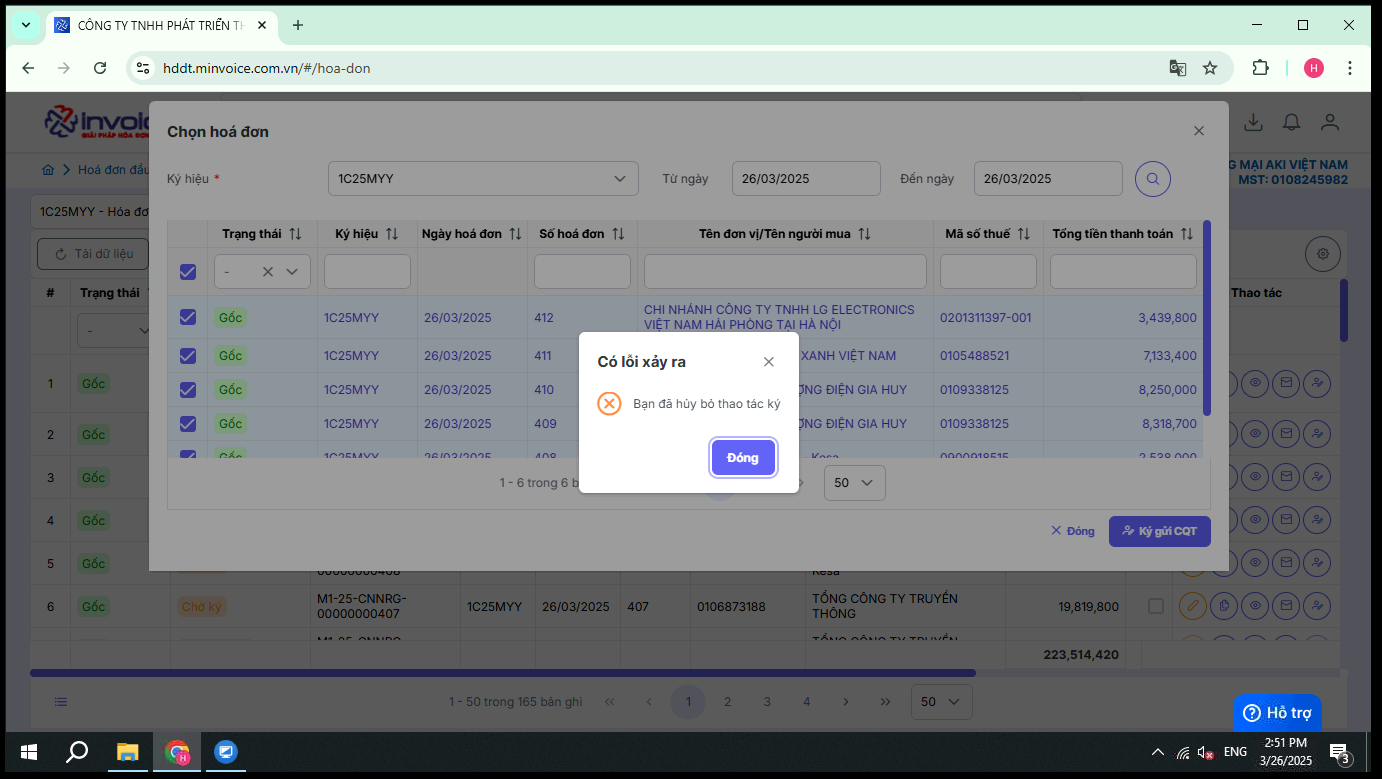 CÔNG TY TNHH PHÁT TRIỂN TH
hddt.minvoice.com.vn/#/hoa-don
H
invoice
GIẢI PHÁP HÓA ĐƠN
Chọn hoá đơn
Hoá đơn đầu
G MẠI AKI VIỆT NAM
MST: 0108245982
Ký hiệu *
1C25MYY
Từ ngày
26/03/2025
Đến ngày
26/03/2025
1C25MYY - Hóa đơ
Tải dữ liệu
Trạng thái
Ký hiệu
Ngày hoá đơn
Số hoá đơn
Tên đơn vị/Tên người mua
Mã số thuế
Tổng tiền thanh toán
-
# Trạng thái
Thao tác
-
Gốc 1C25MYY 26/03/2025 412 CHI NHÁNH CÔNG TY TNHH LG ELECTRONICS VIỆT NAM HẢI PHÒNG TẠI HÀ NỘI 0201311397-001 3,439,800
Gốc 1C25MYY 26/03/2025 411 XANH VIỆT NAM 0105488521 7,133,400
Gốc 1C25MYY 26/03/2025 410 ĐIỆN GIA HUY 0109338125 8,250,000
Gốc 1C25MYY 26/03/2025 409 ĐIỆN GIA HUY 0109338125 8,318,700
Gốc 1C25MYY 26/03/2025 408 - Kesa 0900918515 2,538,000
Có lỗi xảy ra
Bạn đã hủy bỏ thao tác ký
Đóng
1 - 6 trong 6 b
50
Đóng
Ký gửi CQT
1 Gốc
2 Gốc
3 Gốc
4 Gốc
5 Gốc
00000000408
Kesa
6 Gốc Chờ ký M1-25-CNNRG-00000000407 1C25MYY 26/03/2025 407 0106873188 TỔNG CÔNG TY TRUYỀN THÔNG 19,819,800
M1-25-CNNRG-
TỔNG CÔNG TY TRUYỀN
223,514,420
1 - 50 trong 165 bản ghi
1 2 3 4
50
Hỗ trợ
H
ENG
2:51 PM
3/26/2025
3